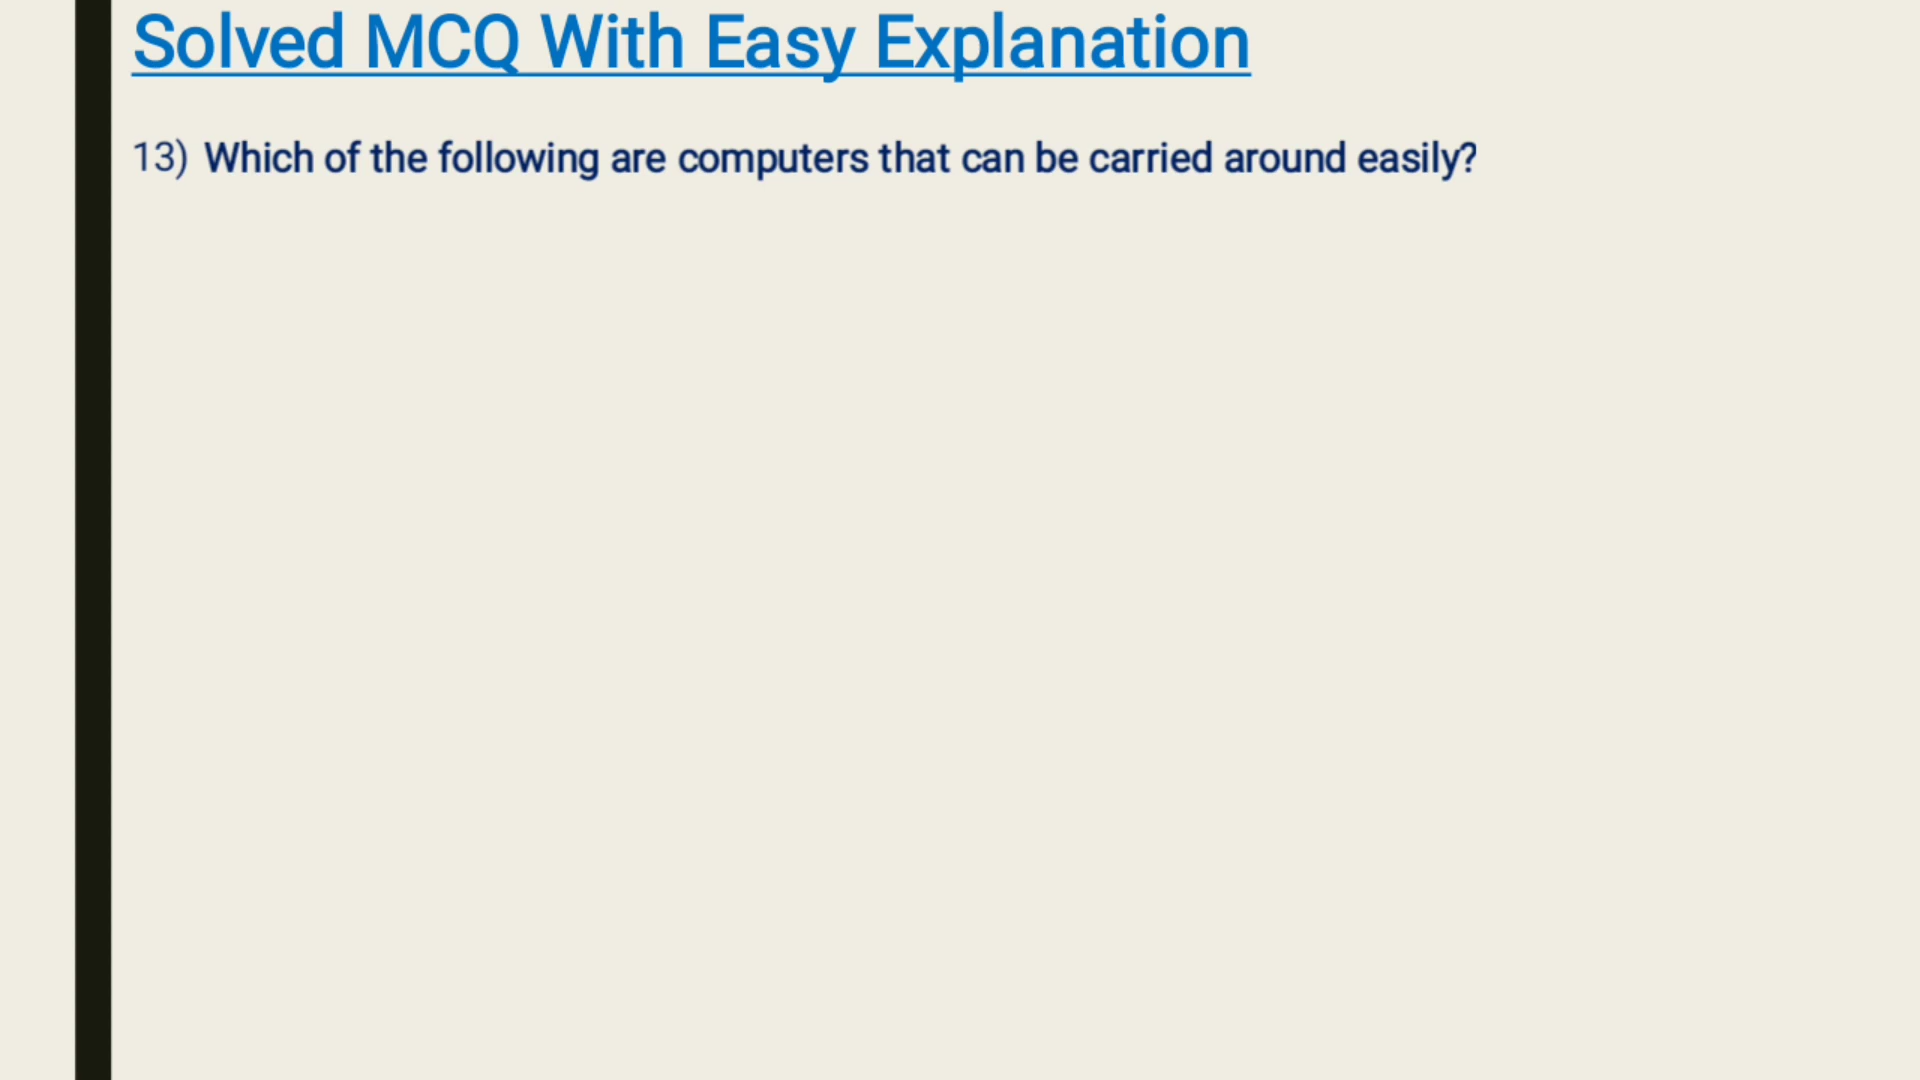 Solved MCQ With Easy Explanation
13) Which of the following are computers that can be carried around easily?